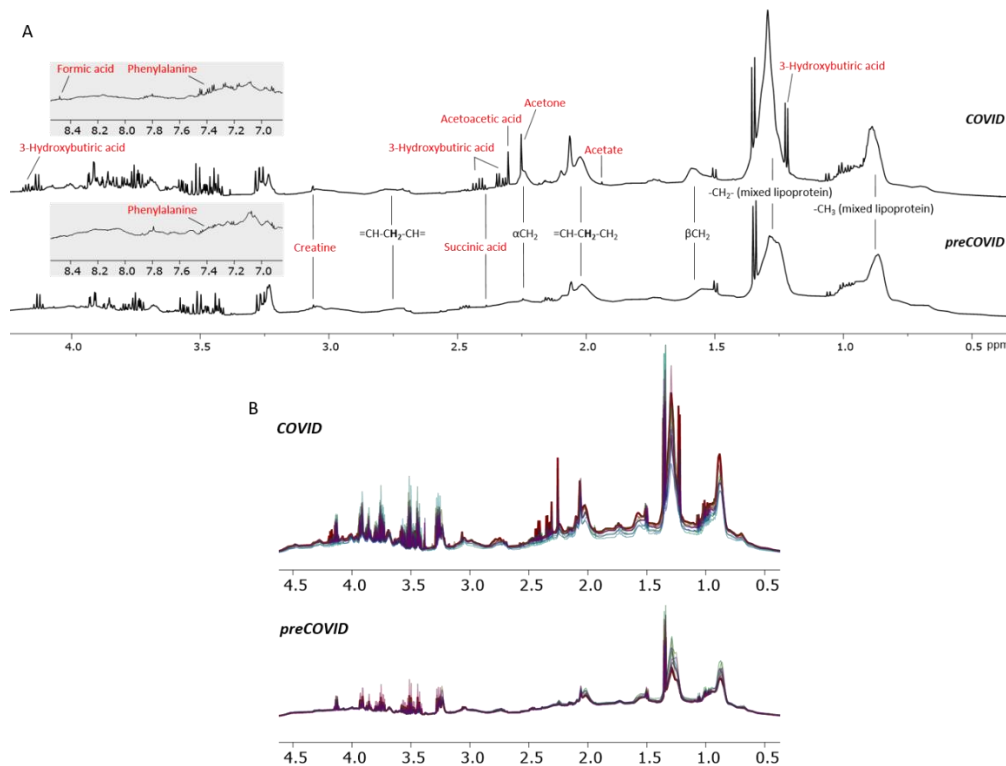 A
Formic acid Phenylalanine
8.4 8.2 8.0 7.8 7.6 7.4 7.2 7.0
3-Hydroxybutiric acid
Acetone
Acetoacetic acid
3-Hydroxybutiric acid
Acetate
3-Hydroxybutiric acid
COVID
Phenylalanine
8.4 8.2 8.0 7.8 7.6 7.4 7.2 7.0
Creatine
=CH-CH₂-CH=
Succinic acid
αCH₂
=CH-CH₂-CH₂
βCH₂
-CH₂- (mixed lipoprotein)
-CH₃ (mixed lipoprotein)
preCOVID
4.0 3.5 3.0 2.5 2.0 1.5 1.0 0.5 ppm
B
COVID
4.5 4.0 3.5 3.0 2.5 2.0 1.5 1.0 0.5
preCOVID
4.5 4.0 3.5 3.0 2.5 2.0 1.5 1.0 0.5